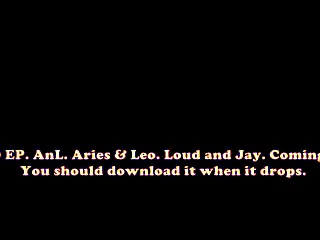 EP. AnL. Aries & Leo. Loud and Jay. Coming
You should download it when it drops.